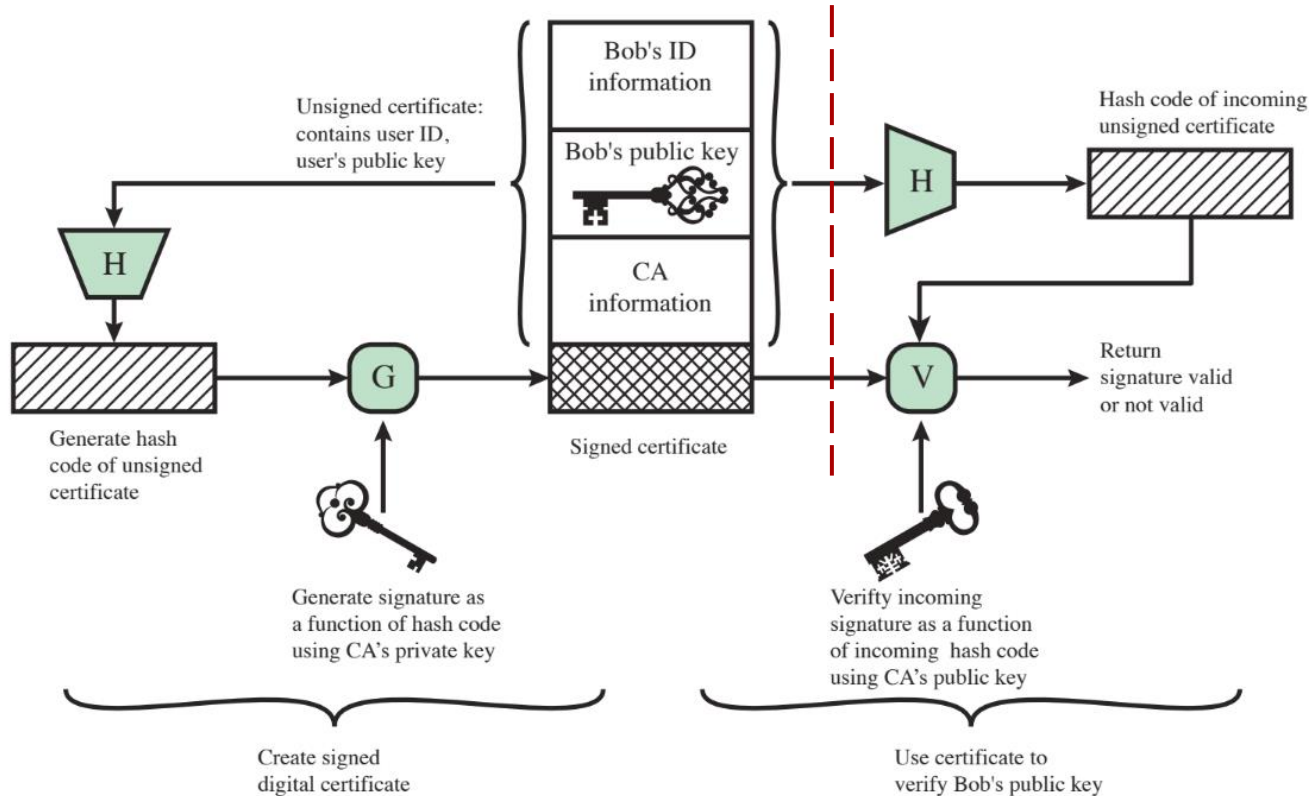 Bob's ID
information
Unsigned certificate:
contains user ID,
user's public key
Bob's public key
CA
information
H
Generate hash
code of unsigned
certificate
G
Signed certificate
Generate signature as
a function of hash code
using CA's private key
Create signed
digital certificate
H
Hash code of incoming
unsigned certificate
V
Return
signature valid
or not valid
Verifty incoming
signature as a function
of incoming hash code
using CA's public key
Use certificate to
verify Bob's public key